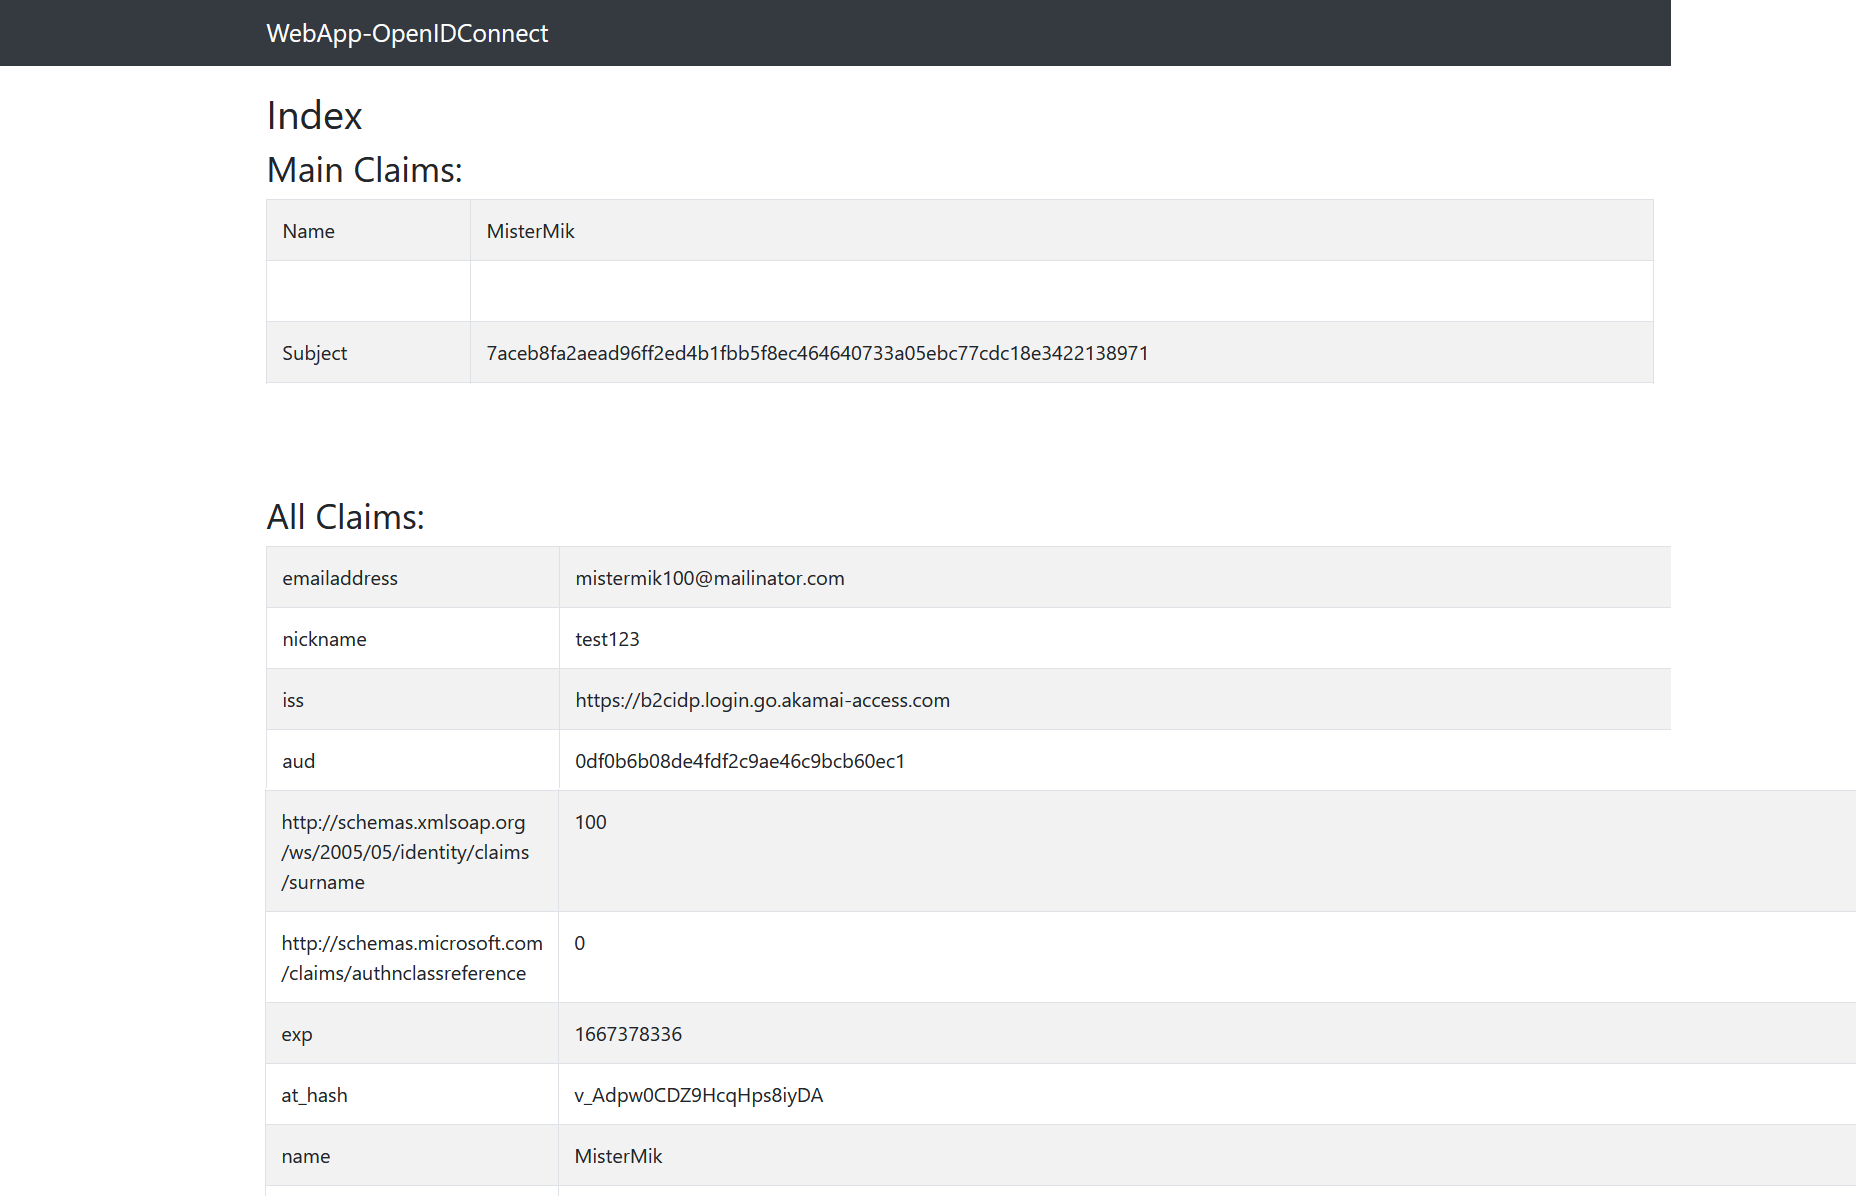 WebApp-OpenIDConnect
Index
Main Claims:
Name MisterMik
Subject 7aceb8fa2aead96ff2ed4b1fbb5f8ec464640733a05ebc77cdc18e3422138971
All Claims:
emailaddress mistermik100@mailinator.com
nickname test123
iss https://b2cidp.login.go.akamai-access.com
aud 0df0b6b08de4fdf2c9ae46c9bcb60ec1
http://schemas.xmlsoap.org 100
/ws/2005/05/identity/claims
/surname
http://schemas.microsoft.com 0
/claims/authnclassreference
exp 1667378336
at_hash v_Adpw0CDZ9HcqHps8iyDA
name MisterMik